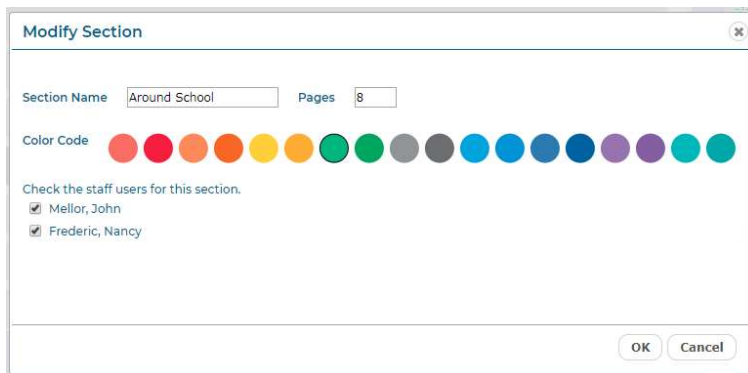 Modify Section
Section Name Around School Pages 8
Color Code
Check the staff users for this section.
Mellor, John
Frederic, Nancy
OK Cancel